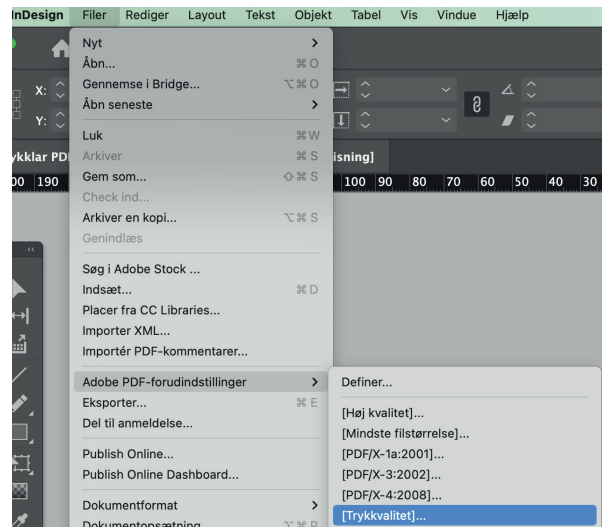 InDesign Filer Rediger Layout Tekst Objekt Tabel Vis Vindue Hjælp
Nyt >
Åbn... ⌘ O
X: Gennemse i Bridge... ⌥ ⌘ O
Åbn seneste >
Y:
Luk ⌘ W
ykklar PD Arkiver ⌘ S isning]
Gem som... ⇧ ⌘ S
00 190 100 90 80 70 60 50 40 30
Check ind...
Arkiver en kopi... ⌥ ⌘ S
Genindlæs
Søg i Adobe Stock ...
Indsæt... ⌘ D
Placer fra CC Libraries...
Importer XML...
Importér PDF-kommentarer...
Adobe PDF-forudindstillinger > Definer...
Eksporter... ⌘ E
[Høj kvalitet]...
Del til anmeldelse...
[Mindste filstørrelse]...
Publish Online...
[PDF/X-1a:2001]...
Publish Online Dashboard...
[PDF/X-3:2002]...
[PDF/X-4:2008]...
Dokumentformat >
[Trykkvalitet]...
Dokumentopsætning ⌥ ⌘ P